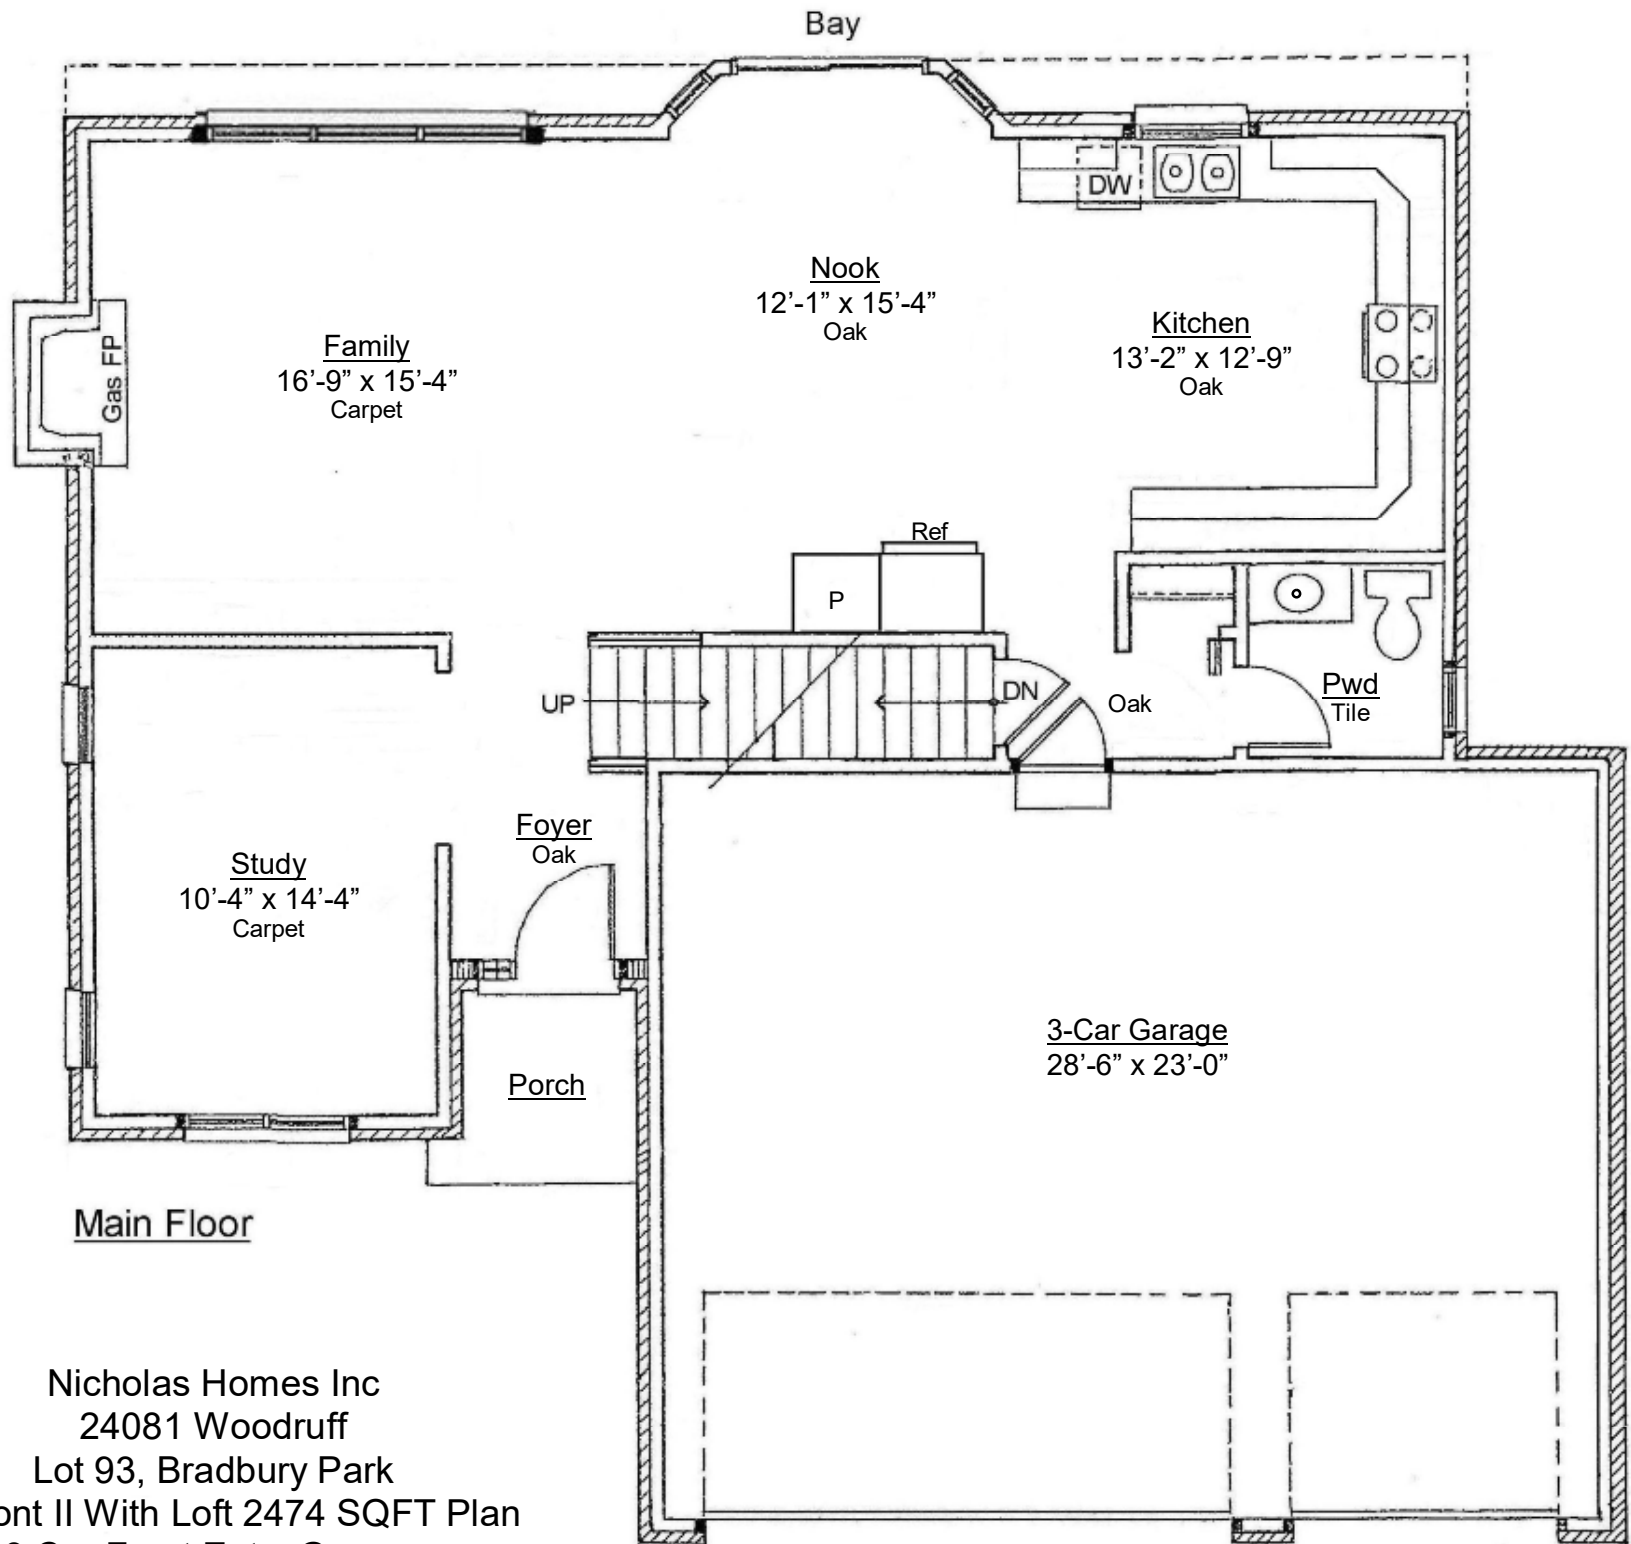 Bay
DW
Nook
12’-1” x 15’-4”
Oak
Kitchen
13’-2” x 12’-9”
Oak
Family
16’-9” x 15’-4”
Carpet
Gas FP
Ref
P
UP
DN
Oak
Pwd
Tile
Foyer
Oak
Study
10’-4” x 14’-4”
Carpet
3-Car Garage
28’-6” x 23’-0”
Porch
Main Floor
Nicholas Homes Inc
24081 Woodruff
Lot 93, Bradbury Park
II With Loft 2474 SQFT Plan